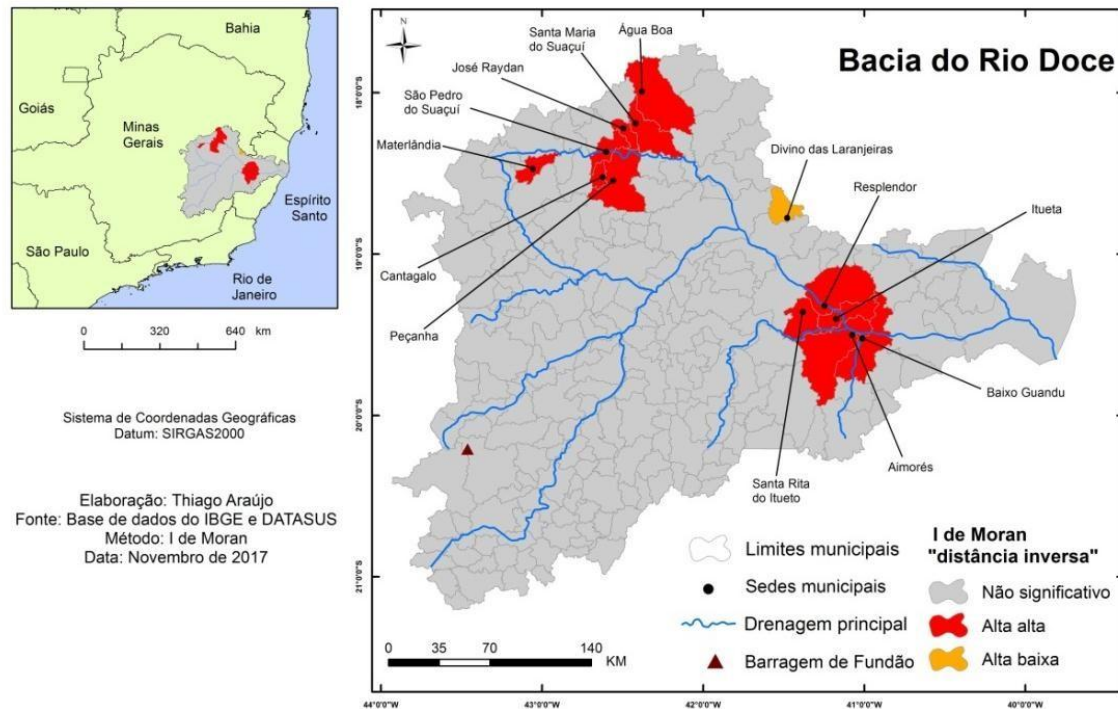 Bahia
Goiás
Minas
Gerais
Espírito
Santo
São Paulo
Rio de
Janeiro
0 320 640 km
Sistema de Coordenadas Geográficas
Datum: SIRGAS2000
Elaboração: Thiago Araújo
Fonte: Base de dados do IBGE e DATASUS
Método: I de Moran
Data: Novembro de 2017
N
Bacia do Rio Doce
Água Boa
Santa Maria
do Suaçuí
José Raydan
São Pedro
do Suaçuí
Materlândia
Divino das Laranjeiras
Resplendor
Itueta
Cantagalo
Peçanha
Baixo Guandu
Aimorés
Santa Rita
do Itueto
18°0'0"S
19°0'0"S
20°0'0"S
21°0'0"S
Limites municipais
Sedes municipais
Drenagem principal
Barragem de Fundão
I de Moran
"distância inversa"
Não significativo
Alta alta
Alta baixa
0 35 70 140
KM
44°0'0"W 43°0'0"W 42°0'0"W 41°0'0"W 40°0'0"W